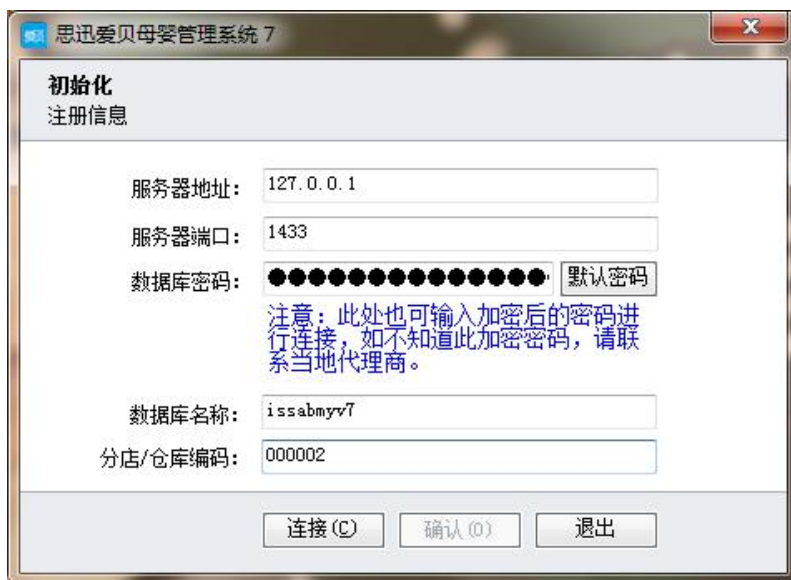 思迅爱贝母婴管理系统 7
初始化
注册信息
服务器地址: 127.0.0.1
服务器端口: 1433
数据库密码: ●●●●●●●●●●●●●● 默认密码
注意：此处也可输入加密后的密码进
行连接，如不知道此加密密码，请联
系当地代理商。
数据库名称: issabmyv7
分店/仓库编码: 000002
连接(C) 确认(O) 退出